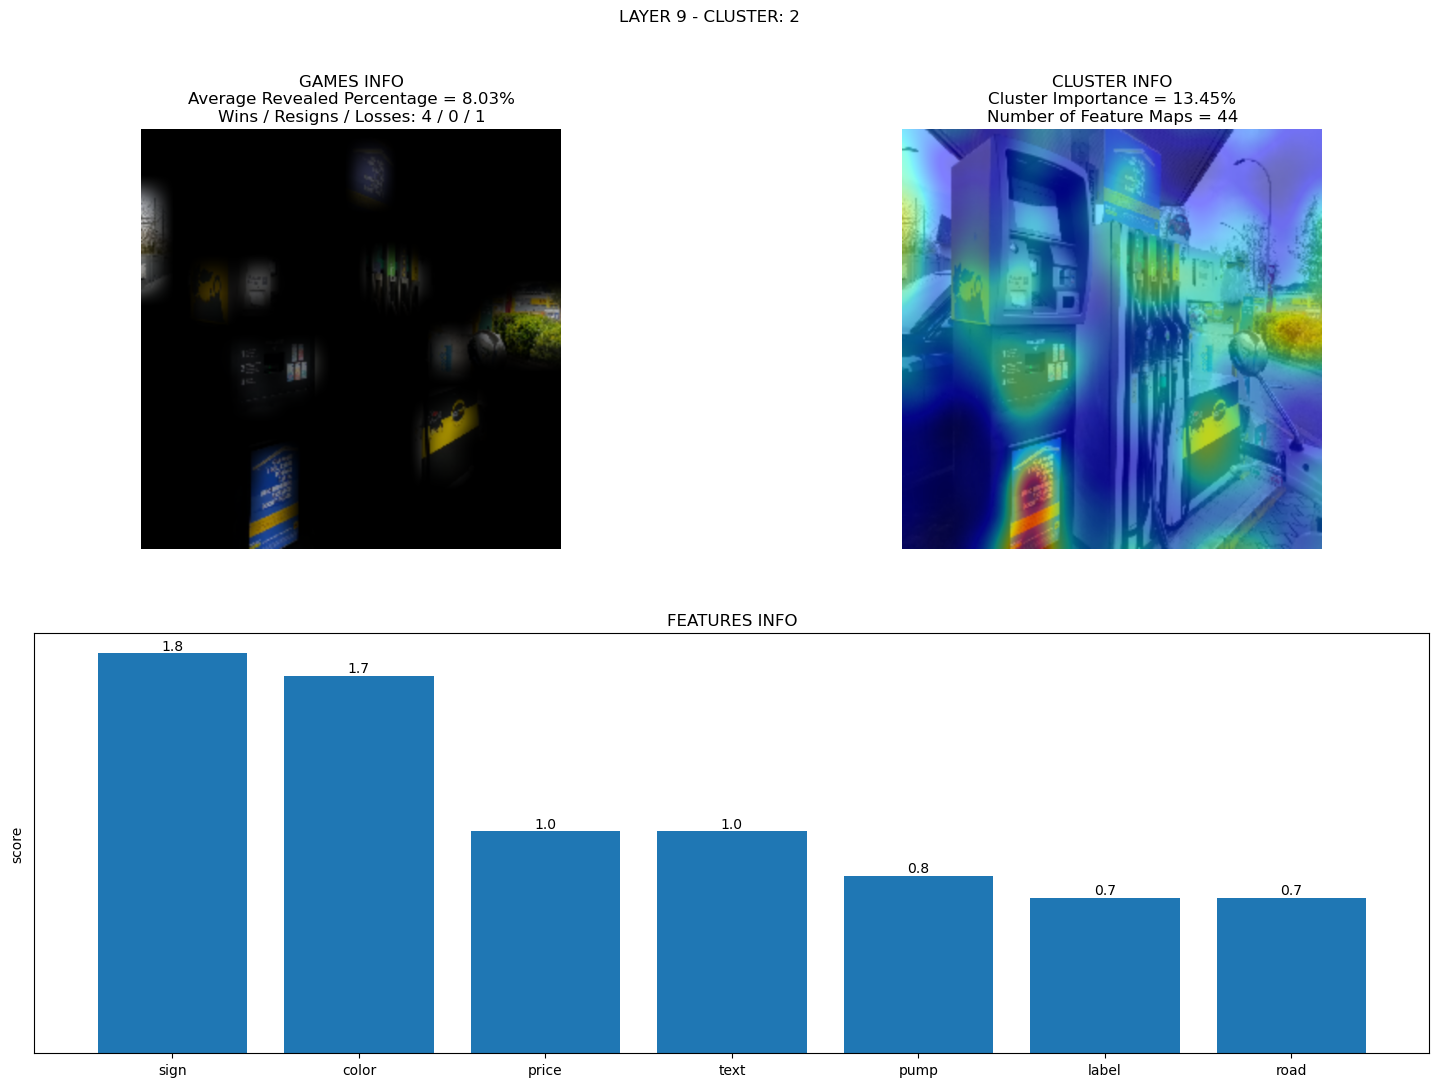 LAYER 9 - CLUSTER: 2
GAMES INFO
Average Revealed Percentage = 8.03%
Wins / Resigns / Losses: 4 / 0 / 1
CLUSTER INFO
Cluster Importance = 13.45%
Number of Feature Maps = 44
FEATURES INFO
score
1.8
1.7
1.0
1.0
0.8
0.7
0.7
sign
color
price
text
pump
label
road